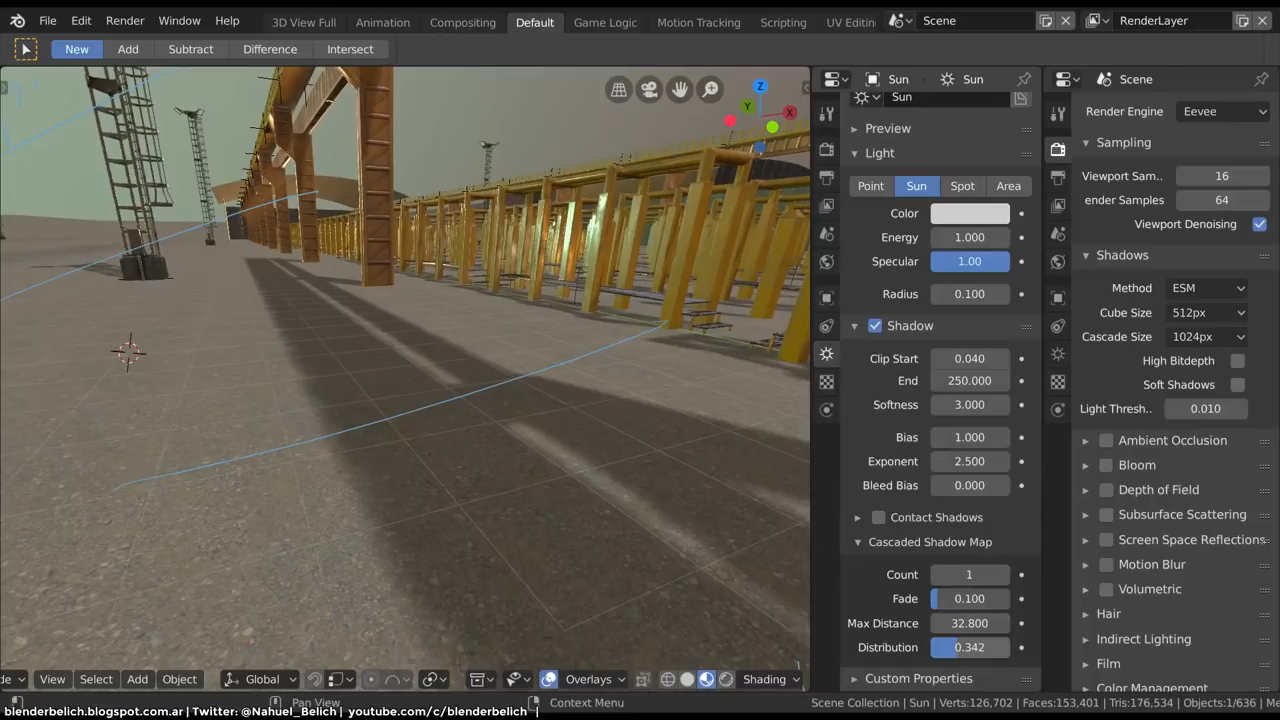 File Edit Render Window Help 3D View Full Animation Compositing Default Game Logic Motion Tracking Scripting UV Editin Scene RenderLayer
New Add Subtract Difference Intersect
Z
Y
X
de View Select Add Object Global Overlays Shading
Sun Sun
Sun
Preview
Light
Point Sun Spot Area
Color
Energy 1.000
Specular 1.00
Radius 0.100
Shadow
Clip Start 0.040
End 250.000
Softness 3.000
Bias 1.000
Exponent 2.500
Bleed Bias 0.000
Contact Shadows
Cascaded Shadow Map
Count 1
Fade 0.100
Max Distance 32.800
Distribution 0.342
Custom Properties
Scene
Render Engine Eevee
Sampling
Viewport Sam.. 16
ender Samples 64
Viewport Denoising
Shadows
Method ESM
Cube Size 512px
Cascade Size 1024px
High Bitdepth
Soft Shadows
Light Thresh.. 0.010
Ambient Occlusion
Bloom
Depth of Field
Subsurface Scattering
Screen Space Reflections
Motion Blur
Volumetric
Hair
Indirect Lighting
Film
Color Management
Pan View Context Menu Scene Collection | Sun | Verts:126,702 | Faces:153,401 | Tris:176,534 | Objects:1/636 | M
blenderbelich.blogspot.com.ar | Twitter: @Nahuel_Belich | youtube.com/c/blenderbelich |